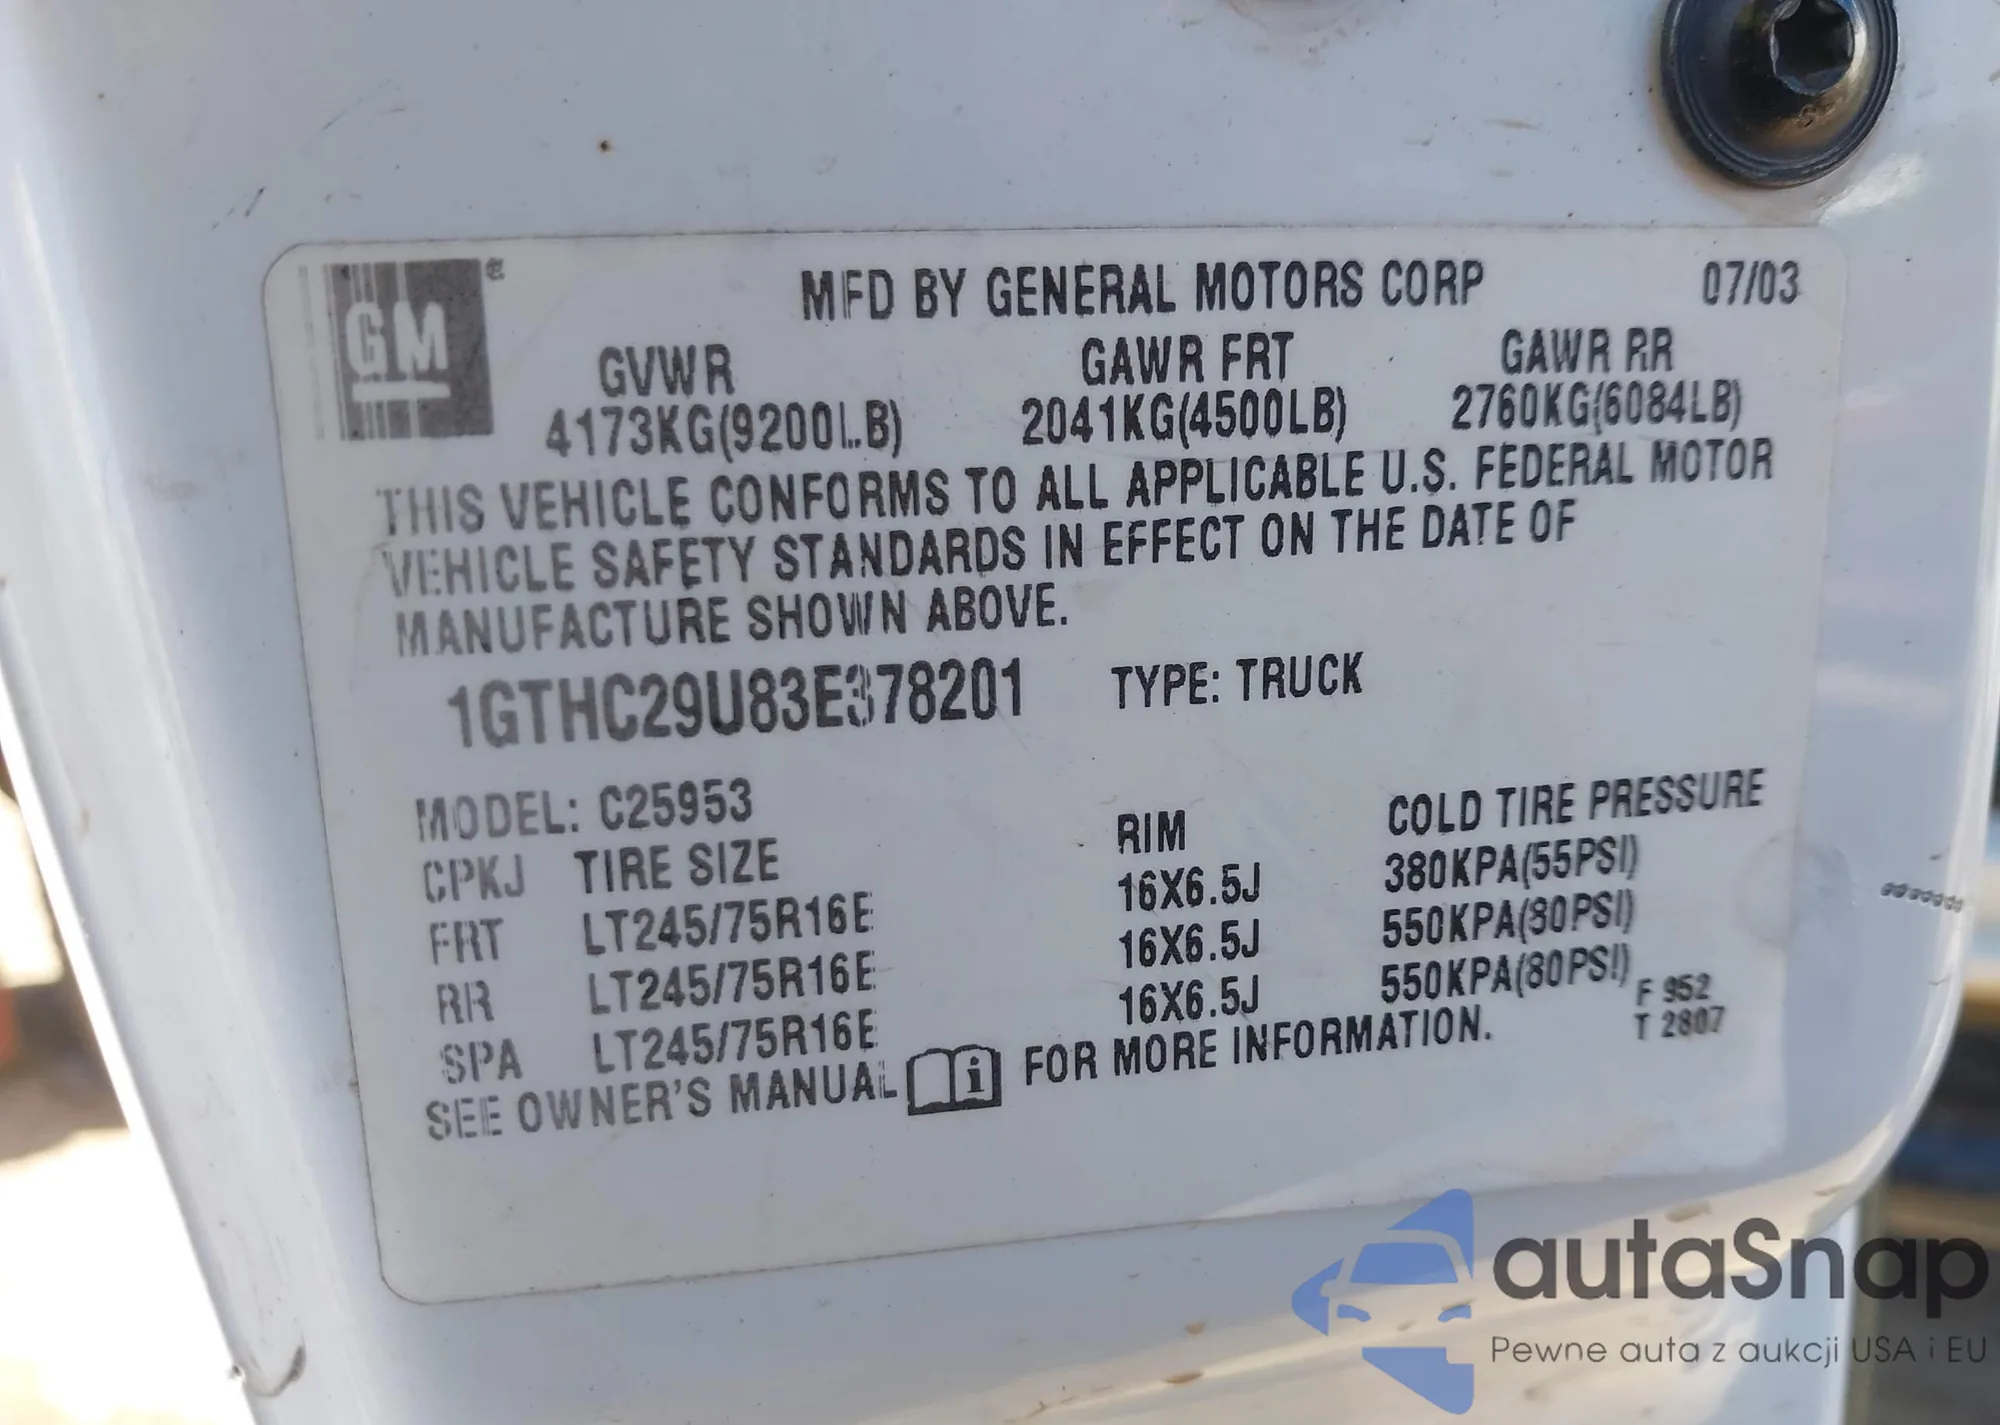 GM
MFD BY GENERAL MOTORS CORP 07/03
GVWR GAWR FRT GAWR RR
4173KG(9200LB) 2041KG(4500LB) 2760KG(6084LB)
THIS VEHICLE CONFORMS TO ALL APPLICABLE U.S. FEDERAL MOTOR
VEHICLE SAFETY STANDARDS IN EFFECT ON THE DATE OF
MANUFACTURE SHOWN ABOVE.
1GTHC29U83E378201 TYPE: TRUCK
MODEL: C25953
CPKJ TIRE SIZE RIM COLD TIRE PRESSURE
FRT LT245/75R16E 16X6.5J 380KPA(55PSI)
RR LT245/75R16E 16X6.5J 550KPA(80PSI)
SPA LT245/75R16E 16X6.5J 550KPA(80PSI)
F 952
T 2807
SEE OWNER'S MANUAL i FOR MORE INFORMATION.
autaSnap
Pewne auta z aukcji USA i EU